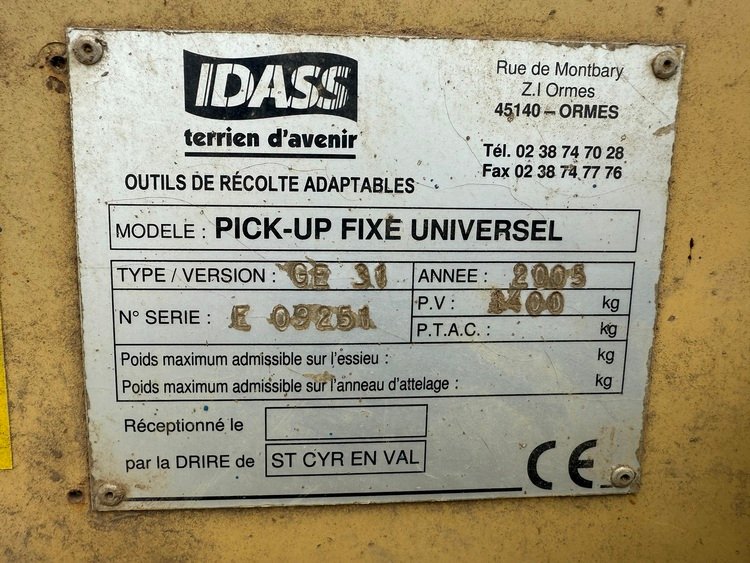 IDASS
terrien d'avenir
Rue de Montbary
Z.I Ormes
45140 – ORMES
Tél. 02 38 74 70 28
Fax 02 38 74 77 76
OUTILS DE RÉCOLTE ADAPTABLES
MODELE : PICK-UP FIXE UNIVERSEL
TYPE / VERSION : GE 31
ANNEE : 2005
N° SERIE : E 09251
P.V : kg
P.T.A.C. : kg
Poids maximum admissible sur l'essieu : kg
Poids maximum admissible sur l'anneau d'attelage : kg
Réceptionné le
par la DRIRE de ST CYR EN VAL
CE